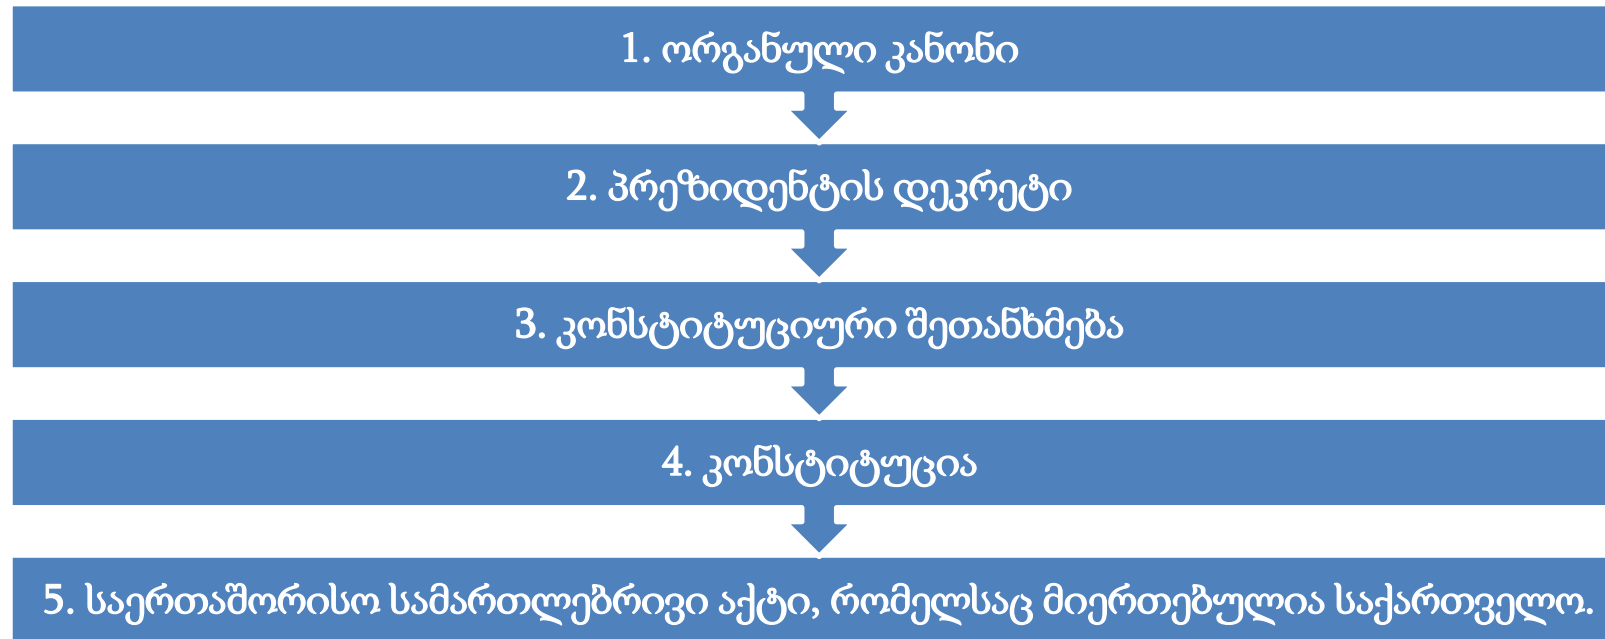 1. ორგანული კანონი
2. პრეზიდენტის დეკრეტი
3. კონსტიტუციური შეთანხმება
4. კონსტიტუცია
5. საერთაშორისო სამართლებრივი აქტი, რომელსაც მიერთებულია საქართველო.